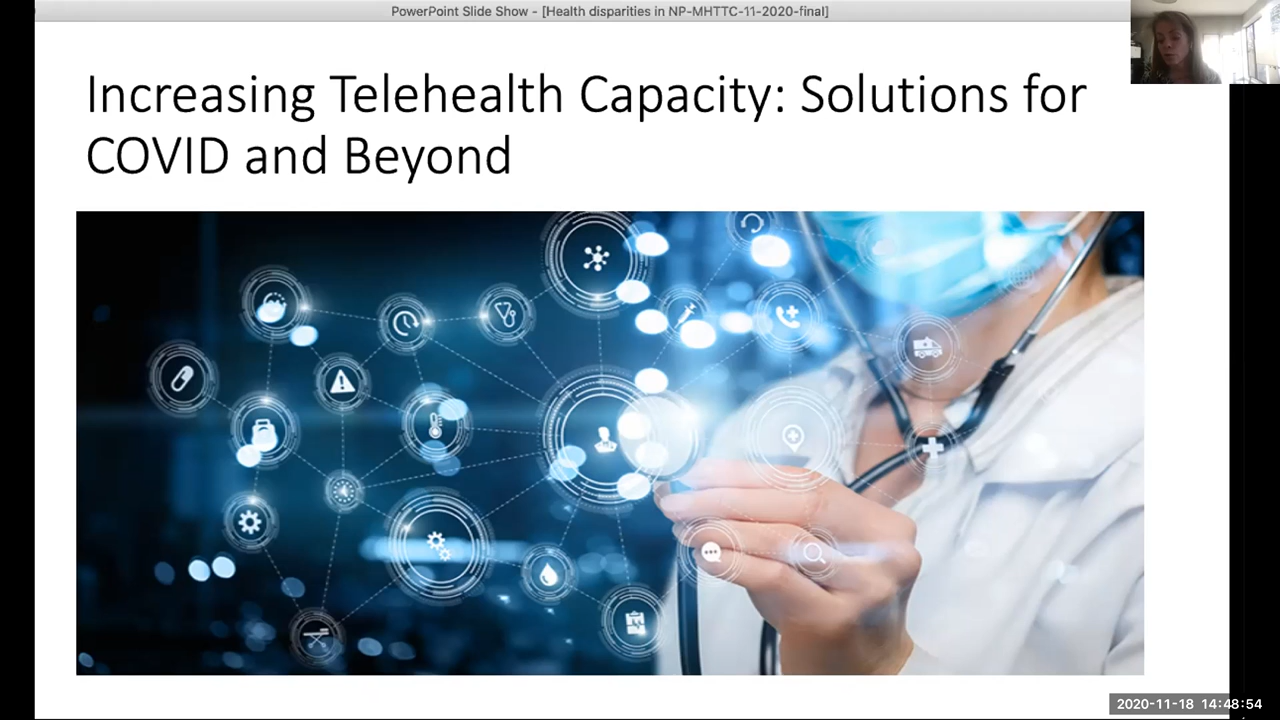 PowerPoint Slide Show - [Health disparities in NP-MHTTC-11-2020-final]
Increasing Telehealth Capacity: Solutions for
COVID and Beyond
2020-11-18 14:48:54